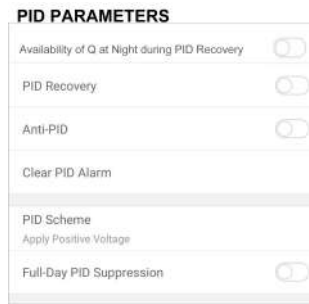 PID PARAMETERS
Availability of Q at Night during PID Recovery
PID Recovery
Anti-PID
Clear PID Alarm
PID Scheme
Apply Positive Voltage
Full-Day PID Suppression